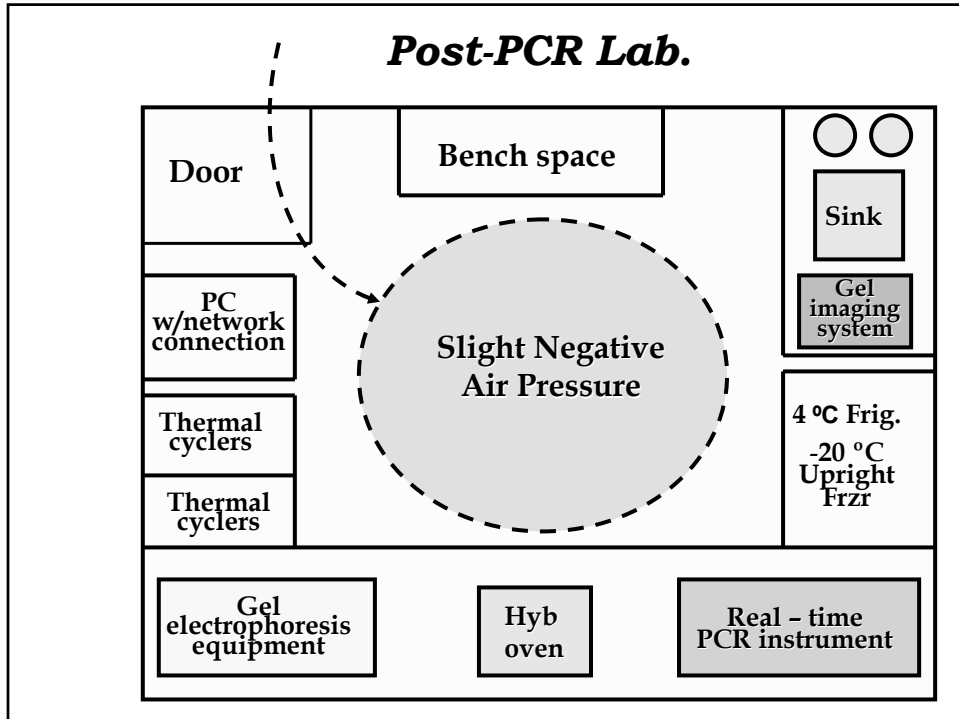 Post-PCR Lab.
Door
Bench space
Sink
Gel
imaging
system
PC
w/network
connection
Slight Negative
Air Pressure
Thermal
cyclers
Thermal
cyclers
4 ºC Frig.
-20 °C
Upright
Frzr
Gel
electrophoresis
equipment
Hyb
oven
Real – time
PCR instrument